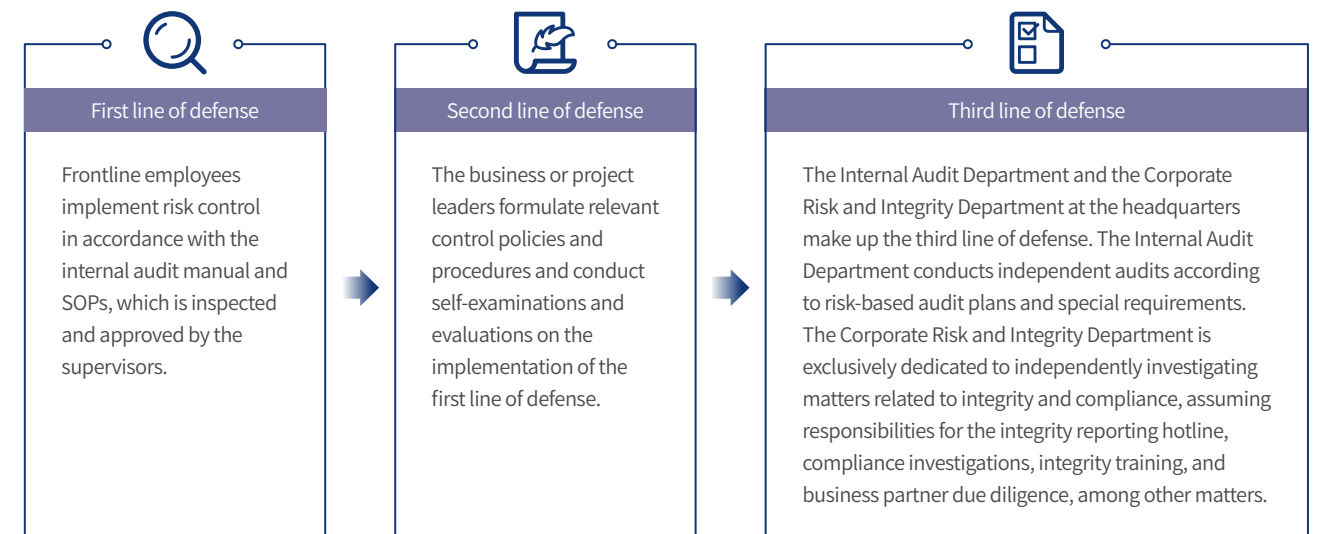 First line of defense
Frontline employees
implement risk control
in accordance with the
internal audit manual and
SOPs, which is inspected
and approved by the
supervisors.
Second line of defense
The business or project
leaders formulate relevant
control policies and
procedures and conduct
self-examinations and
evaluations on the
implementation of the
first line of defense.
Third line of defense
The Internal Audit Department and the Corporate
Risk and Integrity Department at the headquarters
make up the third line of defense. The Internal Audit
Department conducts independent audits according
to risk-based audit plans and special requirements.
The Corporate Risk and Integrity Department is
exclusively dedicated to independently investigating
matters related to integrity and compliance, assuming
responsibilities for the integrity reporting hotline,
compliance investigations, integrity training, and
business partner due diligence, among other matters.